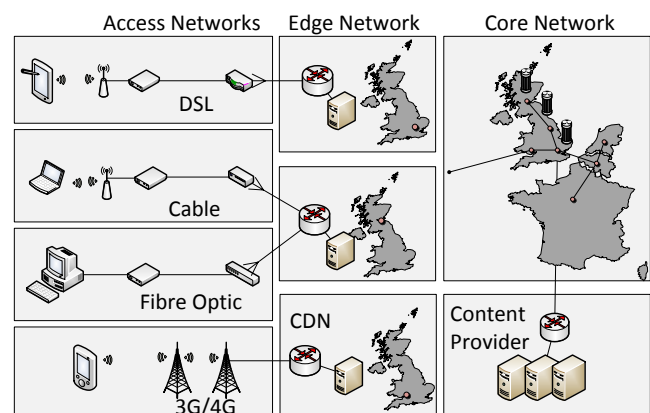 Access Networks
Edge Network
Core Network
DSL
Cable
Fibre Optic
3G/4G
CDN
Content
Provider